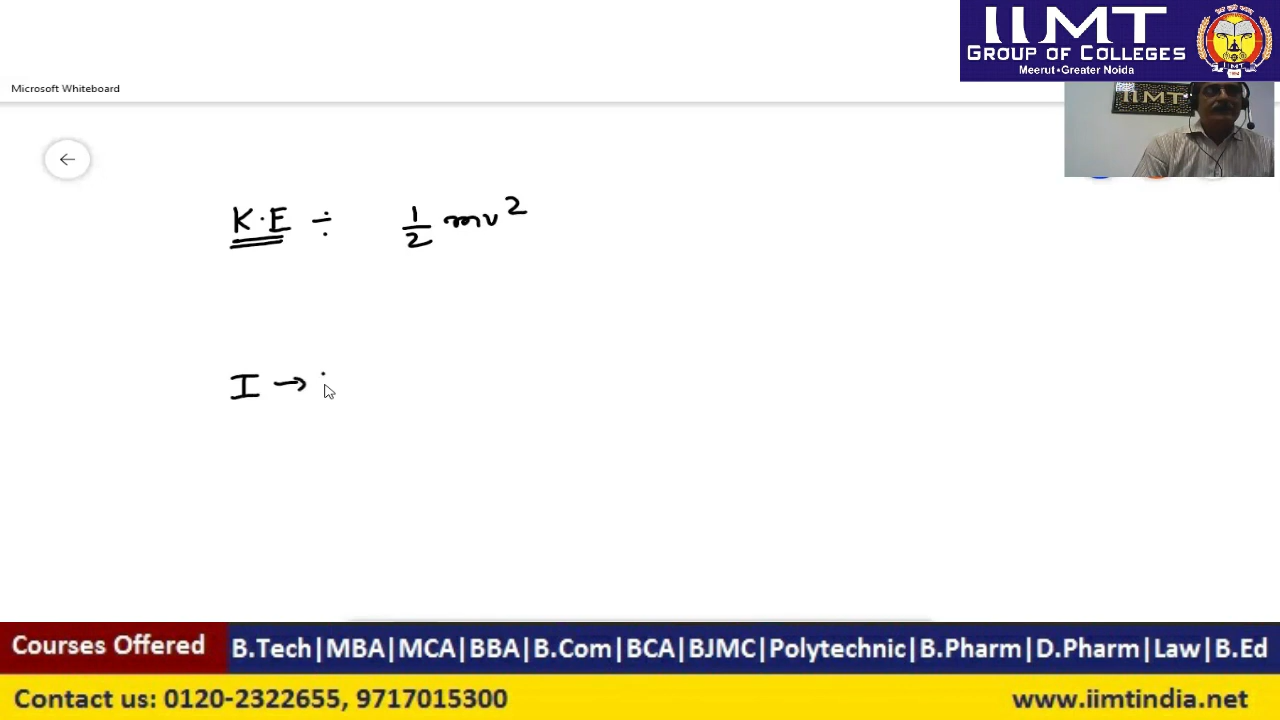 IIMT
GROUP OF COLLEGES
Meerut•Greater Noida
Microsoft Whiteboard
IIMT
K.E ÷ 1/2 mv²
I →
Courses Offered
B.Tech|MBA|MCA|BBA|B.Com|BCA|BJMC|Polytechnic|B.Pharm|D.Pharm|Law|B.Ed
Contact us: 0120-2322655, 9717015300
www.iimtindia.net